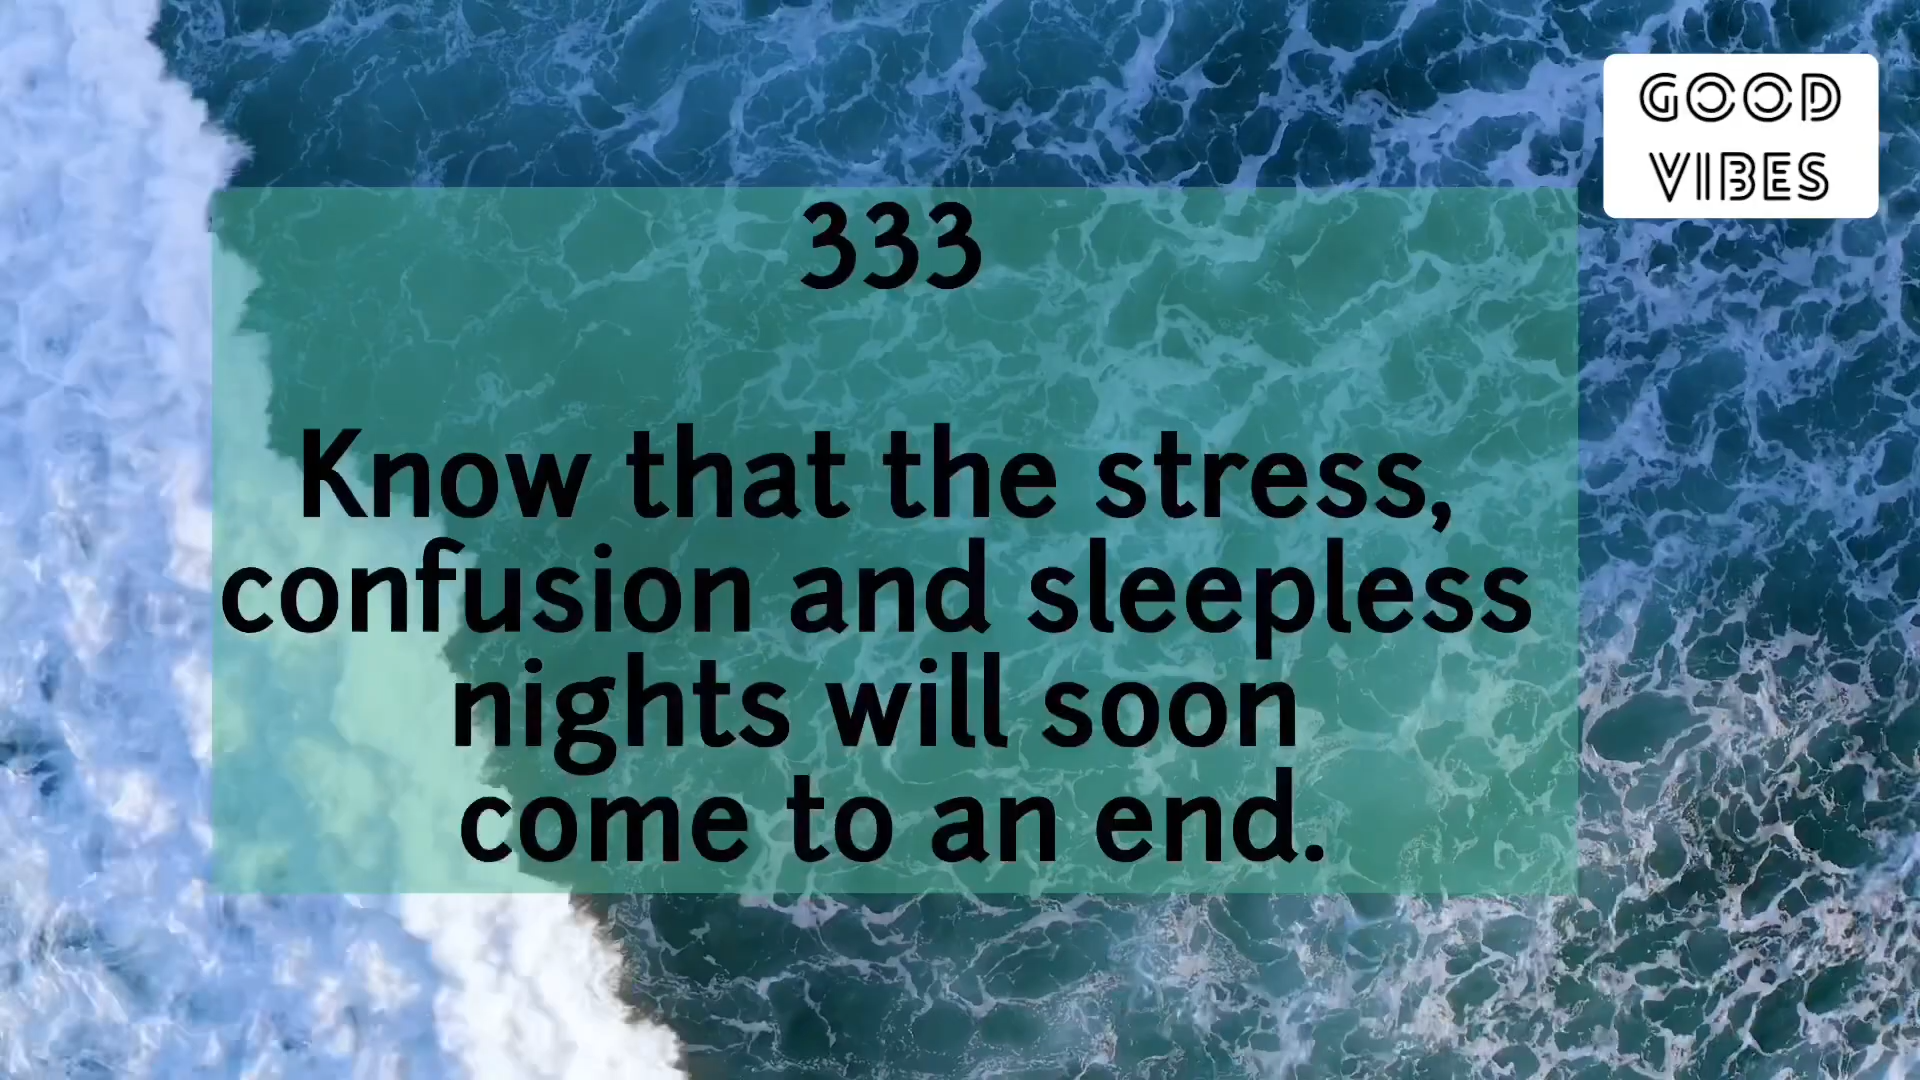 GOOD
VIBES
333
Know that the stress,
confusion and sleepless
nights will soon
come to an end.